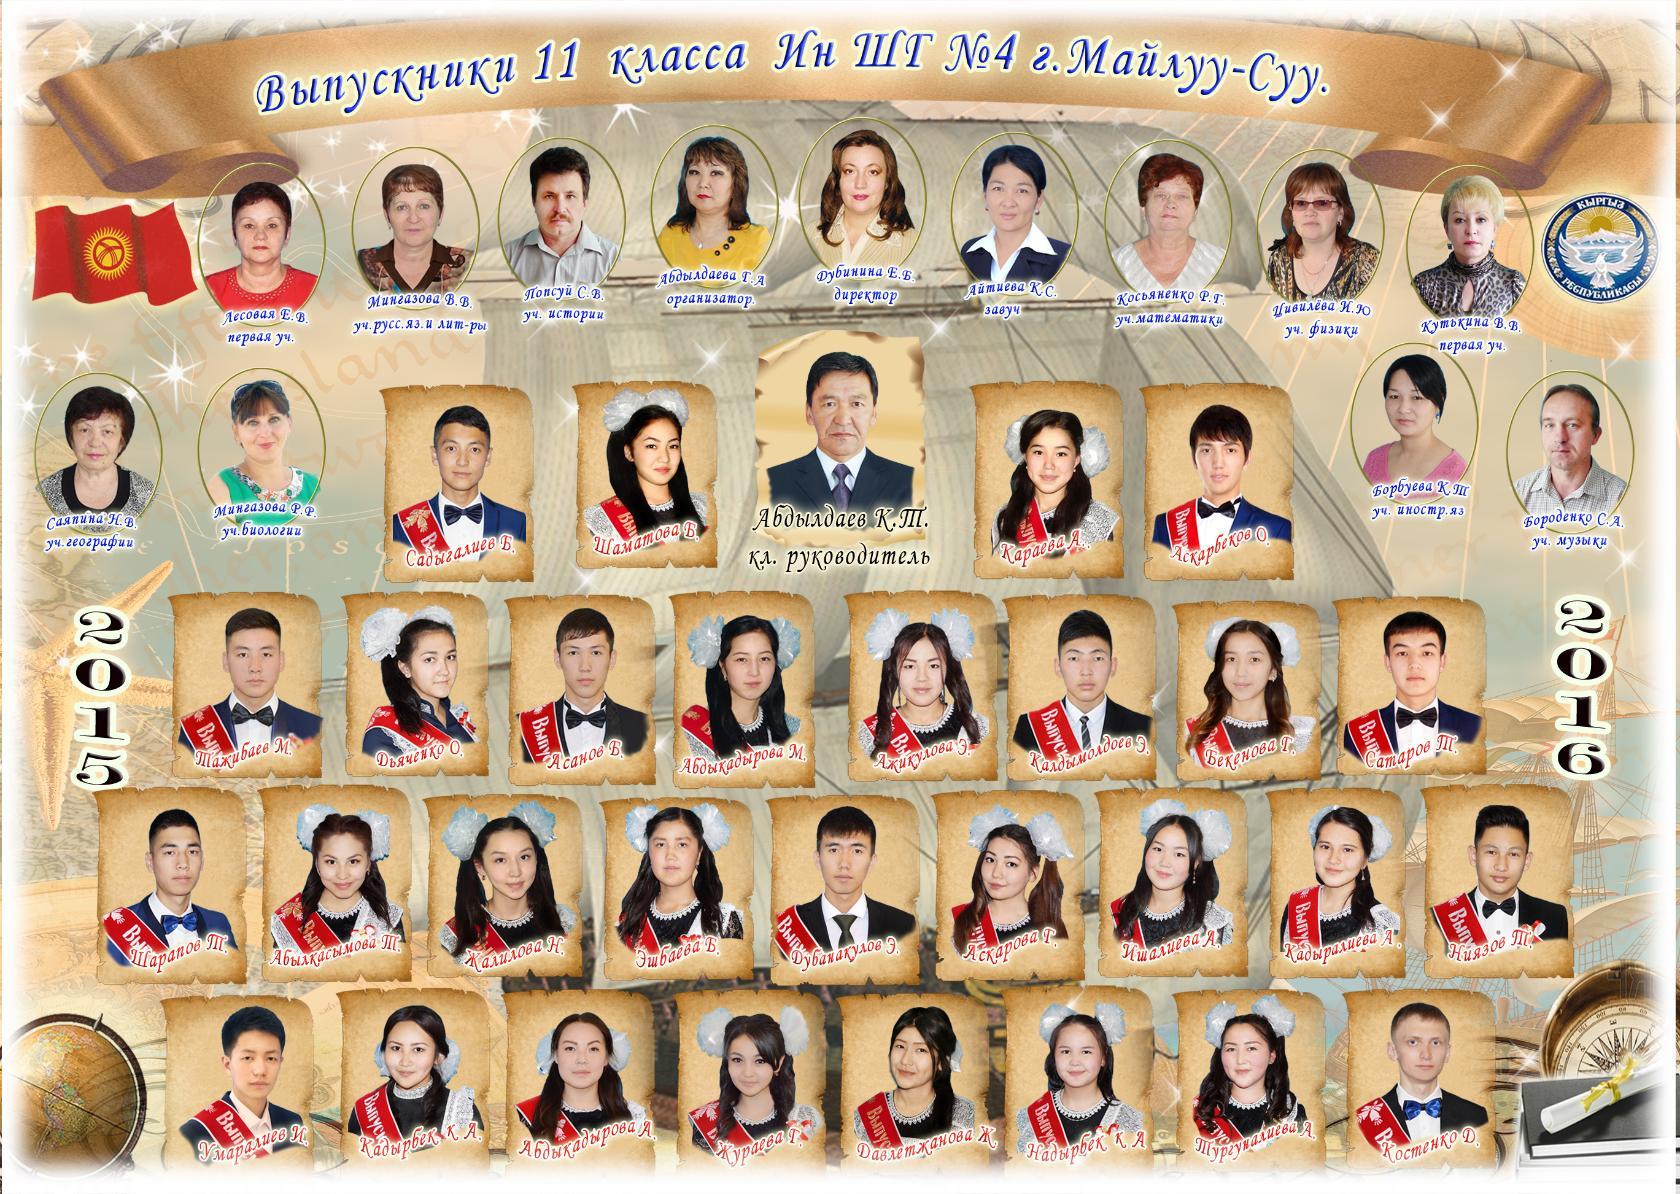 Выпускники 11 класса Ин ШГ №4 г.Майлуу-Суу.
Лесовая Е.В.
первая уч.
Мингазова В.В.
уч.русс.яз.и лит-ры
Попсуй С.В.
уч. истории
Абдылдаева Г.А
организатор.
Дубинина Е.Б.
директор
Айтиева К.С.
завуч
Косьяненко Р.Г.
уч.математики
Цивилёва И.Ю
уч. физики
Кутькина В.В.
первая уч.
КЫРГЫЗ
РЕСПУБЛИКАСЫ
Саяпина Н.В.
уч.географии
Мингазова Р.Р.
уч.биологии
Садыгалиев Б.
Шаматова Б.
Абдылдаев К.Т.
кл. руководитель
Караева А.
Аскарбеков О.
Борбуева К.Т
уч. иностр.яз
Бороденко С.А.
уч. музыки
2015
2016
Тажибаев М.
Дьяченко О.
Асанов Б.
Абдыкадырова М.
Ажикулова Э.
Калдымолдоев Э.
Бекенова Г.
Сатаров Т.
Шарапов Т.
Абылкасымова Т.
Жалилова Н.
Эшбаева Б.
Дубанакулов Э.
Аскарова Г.
Ишалиева А.
Кадыралиева А.
Ниязов Т.
Умаралиев И.
Кадырбек к А.
Абдыкадырова А.
Жураева Г.
Давлетжанова Ж.
Надырбек к А
Тургуналиева А.
Костенко D.